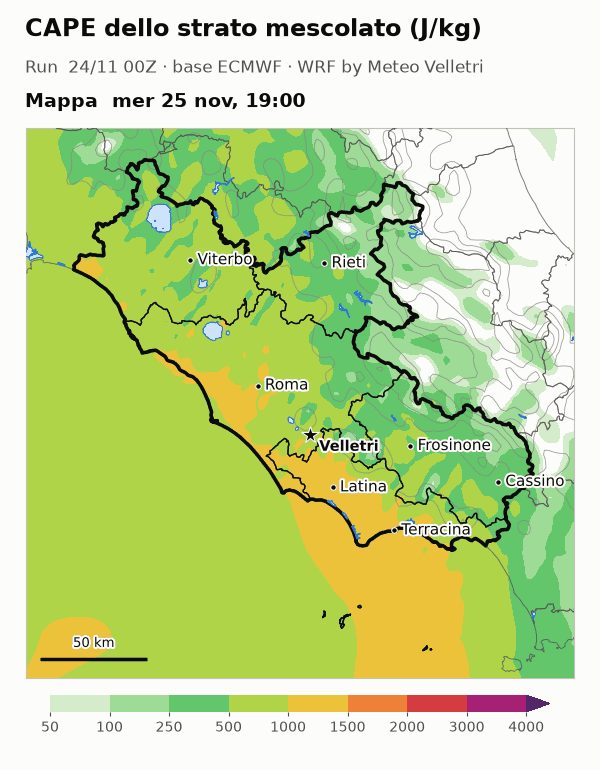 CAPE dello strato mescolato (J/kg)
Run  24/11 00Z · base ECMWF · WRF by Meteo Velletri
Mappa  mer 25 nov, 19:00
Viterbo
Rieti
Roma
Velletri
Frosinone
Latina
Cassino
Terracina
50 km
50 100 250 500 1000 1500 2000 3000 4000